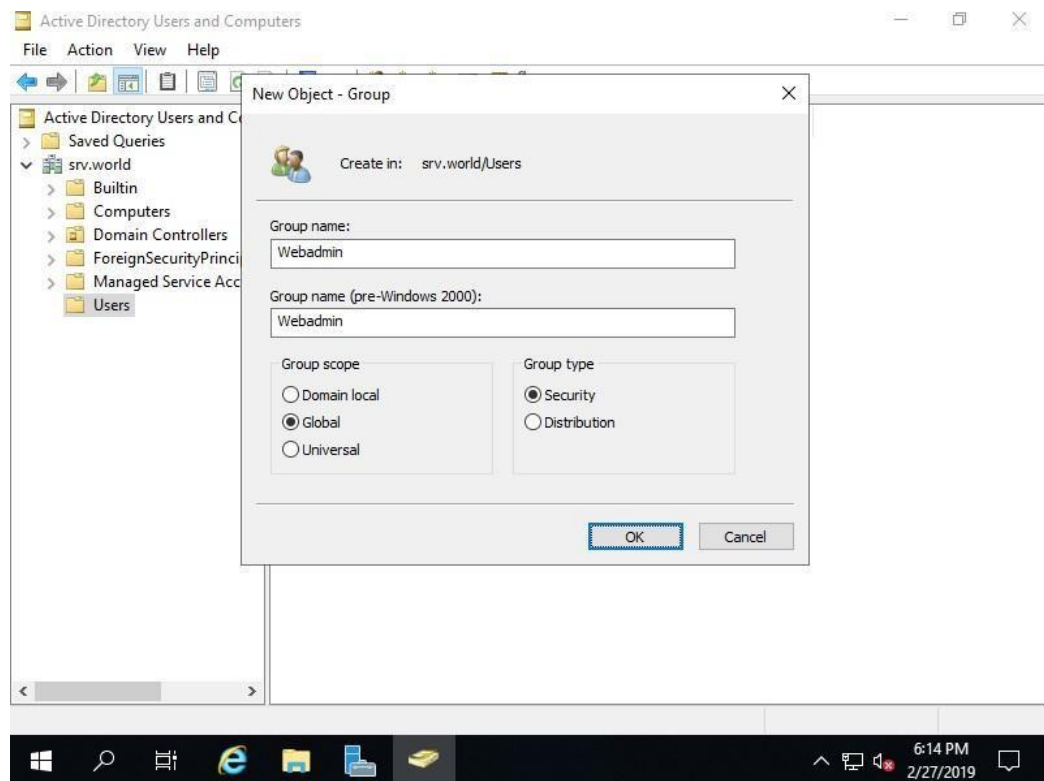 Active Directory Users and Computers
File Action View Help
New Object - Group
Active Directory Users and C
Saved Queries
srv.world
Builtin
Computers
Domain Controllers
ForeignSecurityPrinci
Managed Service Acc
Users
Create in: srv.world/Users
Group name:
Webadmin
Group name (pre-Windows 2000):
Webadmin
Group scope
Domain local
Global
Universal
Group type
Security
Distribution
OK Cancel
6:14 PM
2/27/2019